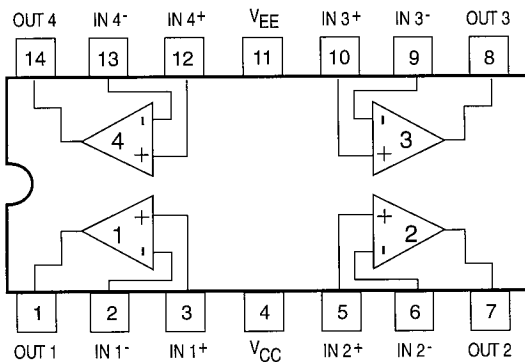 OUT 4 IN 4- IN 4+ VEE IN 3+ IN 3- OUT 3
14 13 12 11 10 9 8
4 - + - + 3
1 + - + - 2
1 2 3 4 5 6 7
OUT 1 IN 1- IN 1+ VCC IN 2+ IN 2- OUT 2